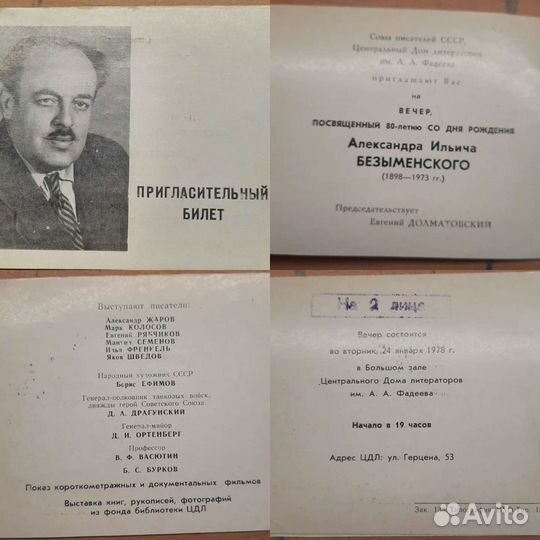 ПРИГЛАСИТЕЛЬНЫЙ
БИЛЕТ
Союз писателей СССР,
Центральный Дом литераторов
им. А. А. Фадеева
приглашают Вас
на
ВЕЧЕР,
ПОСВЯЩЕННЫЙ 80-летию СО ДНЯ РОЖДЕНИЯ
Александра Ильича
БЕЗЫМЕНСКОГО
(1898—1973 гг.)
Председательствует
Евгений ДОЛМАТОВСКИЙ
Выступают писатели:
Александр ЖАРОВ
Марк КОЛОСОВ
Евгений РЯБЧИКОВ
Мануил СЕМЕНОВ
Илья ФРЕНКЕЛЬ
Яков ШВЕДОВ
Народный художник СССР
Борис ЕФИМОВ
Генерал-полковник танковых войск,
дважды герой Советского Союза
Д. А. ДРАГУНСКИЙ
Генерал-майор
Д. И. ОРТЕНБЕРГ
Профессор
В. Ф. ВАСЮТИН
Б. С. БУРКОВ
Показ короткометражных и документальных фильмов
Выставка книг, рукописей, фотографий
из фонда библиотеки ЦДЛ
На 2 лица
Вечер состоится
во вторник, 24 января 1978 г.
в Большом зале
Центрального Дома литераторов
им. А. А. Фадеева
Начало в 19 часов
Адрес ЦДЛ: ул. Герцена, 53
Зак.
Avito